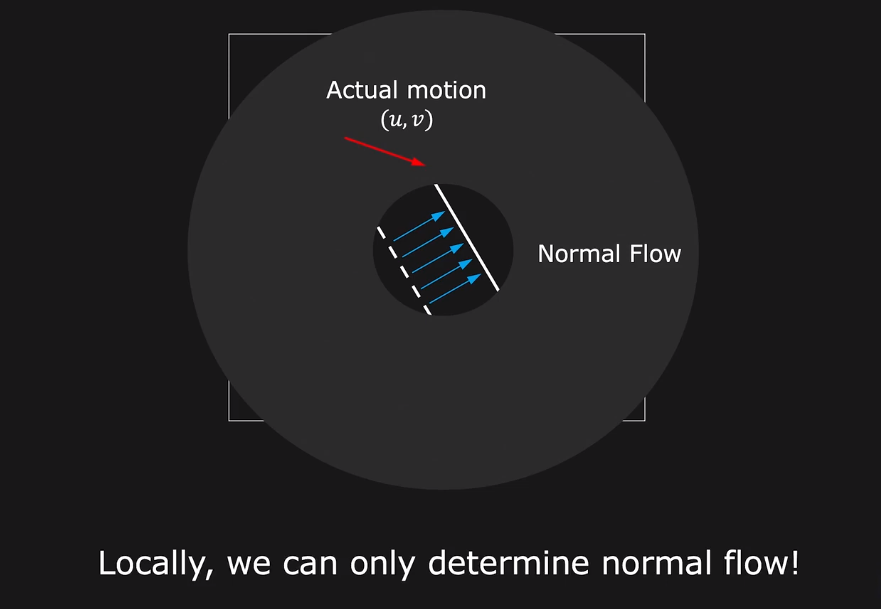 Actual motion
(u, v)
Normal Flow
Locally, we can only determine normal flow!